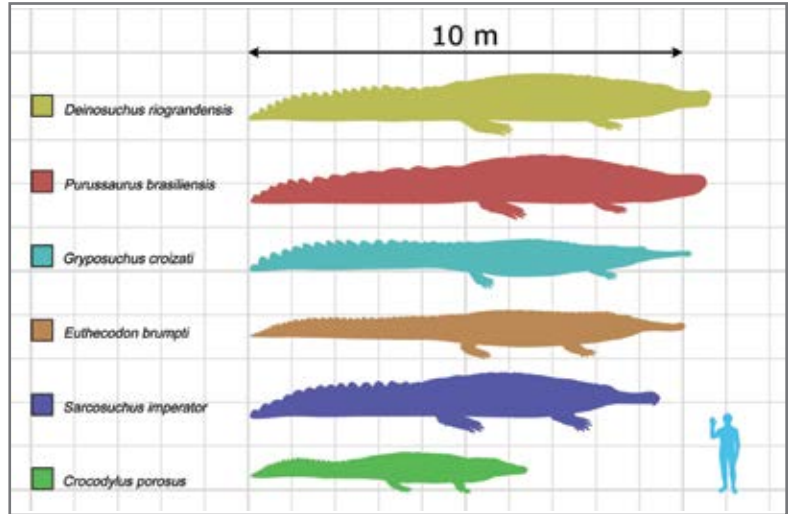 10 m
Deinosuchus riograndensis
Purussaurus brasiliensis
Gryposuchus croizati
Euthecodon brumpti
Sarcosuchus imperator
Crocodylus porosus